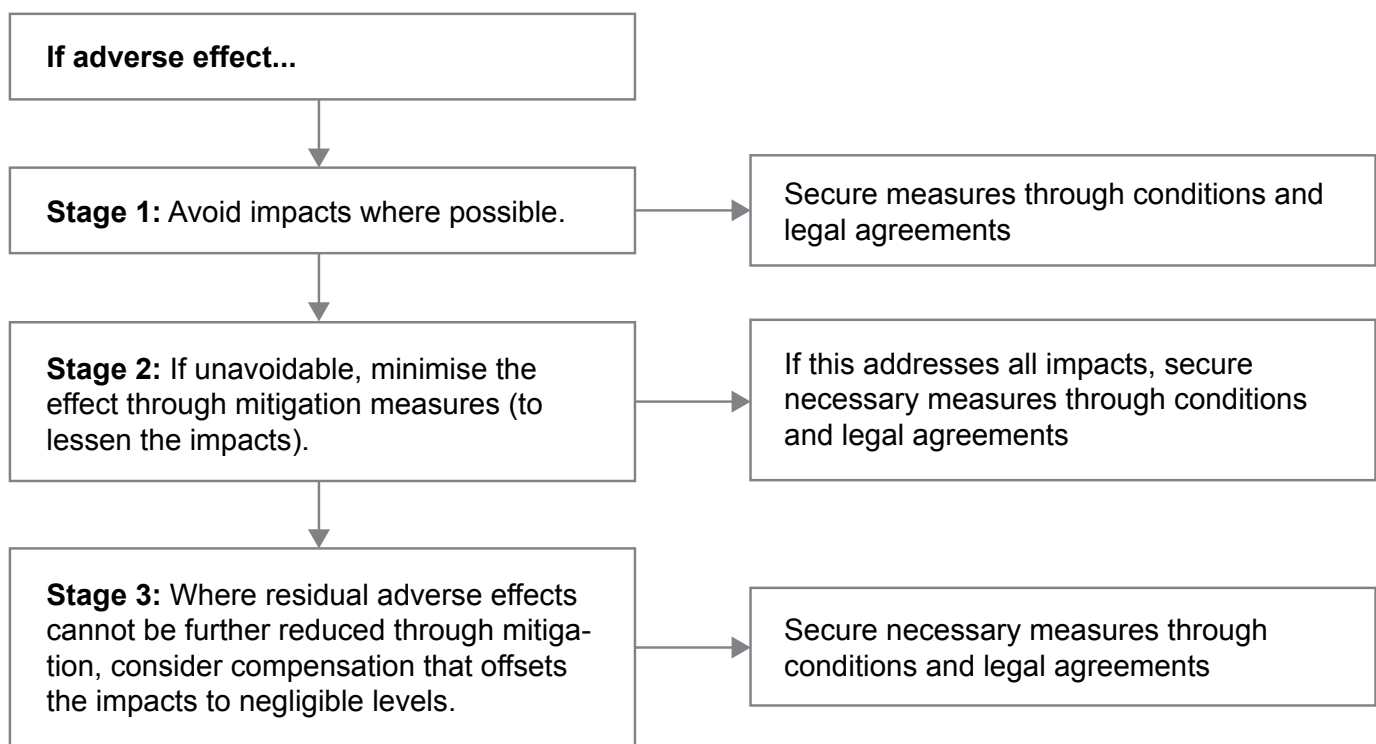 If adverse effect...
Stage 1: Avoid impacts where possible.
Secure measures through conditions and
legal agreements
Stage 2: If unavoidable, minimise the
effect through mitigation measures (to
lessen the impacts).
If this addresses all impacts, secure
necessary measures through conditions
and legal agreements
Stage 3: Where residual adverse effects
cannot be further reduced through mitiga-
tion, consider compensation that offsets
the impacts to negligible levels.
Secure necessary measures through
conditions and legal agreements